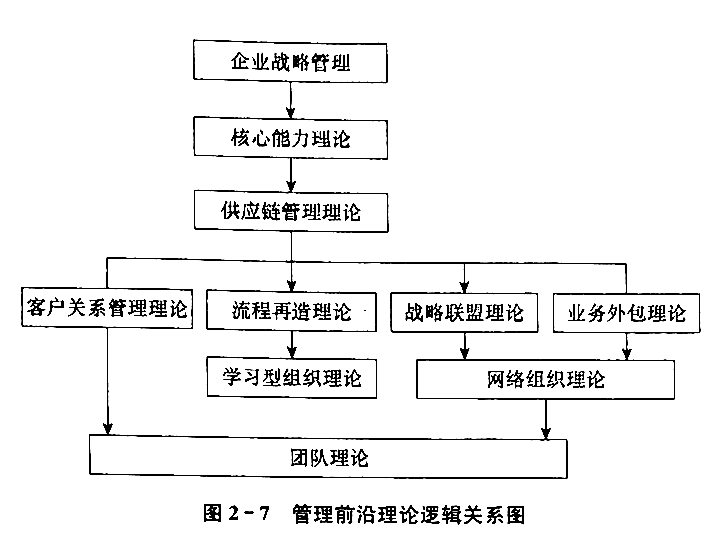 企业战略管理
核心能力理论
供应链管理理论
客户关系管理理论
流程再造理论
战略联盟理论
业务外包理论
学习型组织理论
网络组织理论
团队理论
图2-7 管理前沿理论逻辑关系图